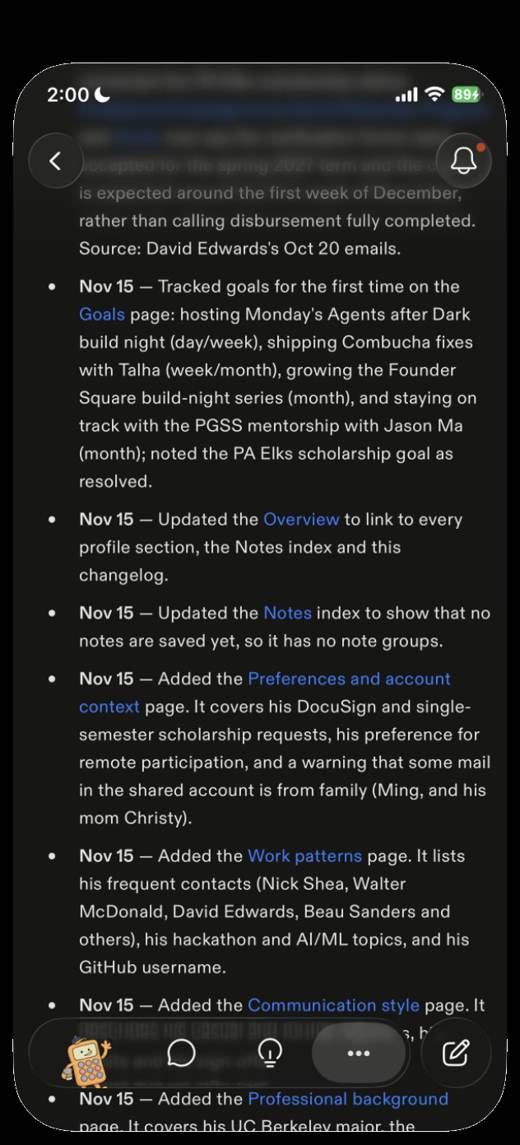 2:00
89
accepted for the spring 2027 term and the
is expected around the first week of December,
rather than calling disbursement fully completed.
Source: David Edwards's Oct 20 emails.
• Nov 15 — Tracked goals for the first time on the
Goals page: hosting Monday's Agents after Dark
build night (day/week), shipping Combucha fixes
with Talha (week/month), growing the Founder
Square build-night series (month), and staying on
track with the PGSS mentorship with Jason Ma
(month); noted the PA Elks scholarship goal as
resolved.
• Nov 15 — Updated the Overview to link to every
profile section, the Notes index and this
changelog.
• Nov 15 — Updated the Notes index to show that no
notes are saved yet, so it has no note groups.
• Nov 15 — Added the Preferences and account
context page. It covers his DocuSign and single-
semester scholarship requests, his preference for
remote participation, and a warning that some mail
in the shared account is from family (Ming, and his
mom Christy).
• Nov 15 — Added the Work patterns page. It lists
his frequent contacts (Nick Shea, Walter
McDonald, David Edwards, Beau Sanders and
others), his hackathon and AI/ML topics, and his
GitHub username.
• Nov 15 — Added the Communication style page. It
• Nov 15 — Added the Professional background
page. It covers his UC Berkeley major, the